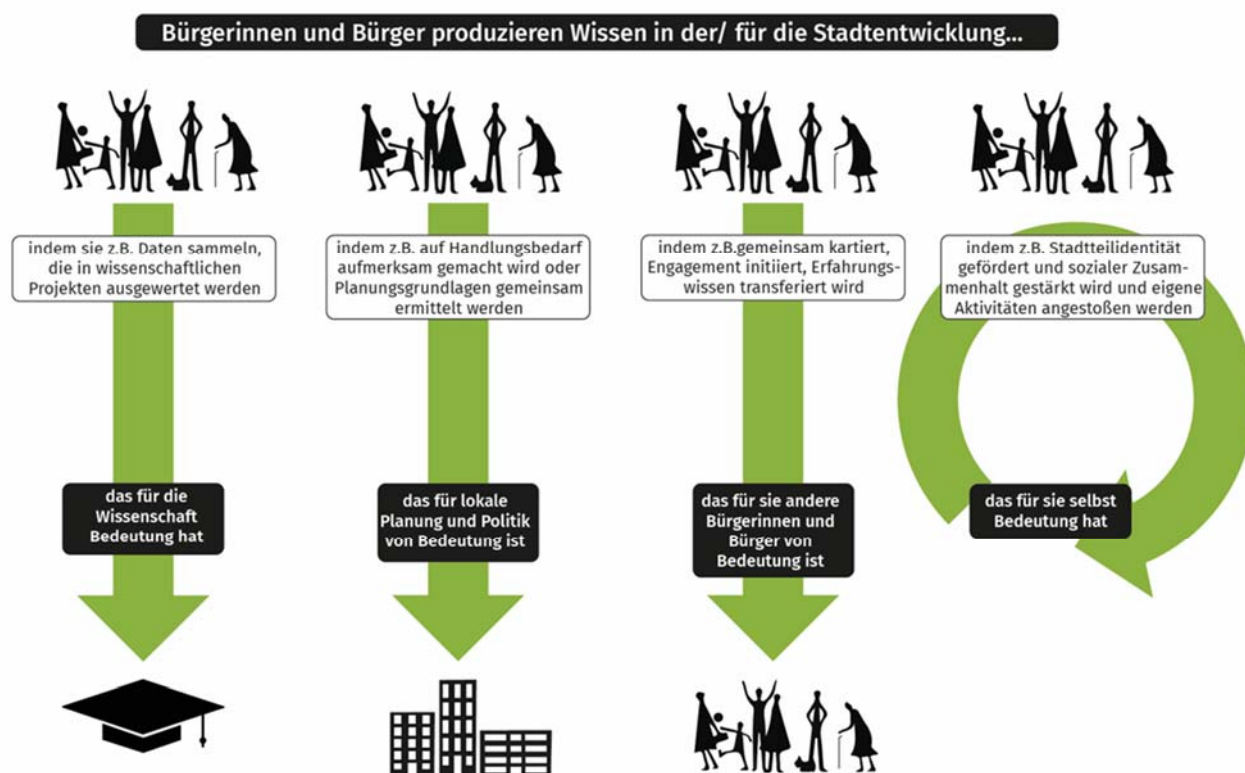 Bürgerinnen und Bürger produzieren Wissen in der/ für die Stadtentwicklung...
indem sie z.B. Daten sammeln,
die in wissenschaftlichen
Projekten ausgewertet werden
das für die
Wissenschaft
Bedeutung hat
indem z.B. auf Handlungsbedarf
aufmerksam gemacht wird oder
Planungsgrundlagen gemeinsam
ermittelt werden
das für lokale
Planung und Politik
von Bedeutung ist
indem z.B.gemeinsam kartiert,
Engagement initiiert, Erfahrungs-
wissen transferiert wird
das für sie andere
Bürgerinnen und
Bürger von
Bedeutung ist
indem z.B. Stadtteilidentität
gefördert und sozialer Zusam-
menhalt gestärkt wird und eigene
Aktivitäten angestoßen werden
das für sie selbst
Bedeutung hat